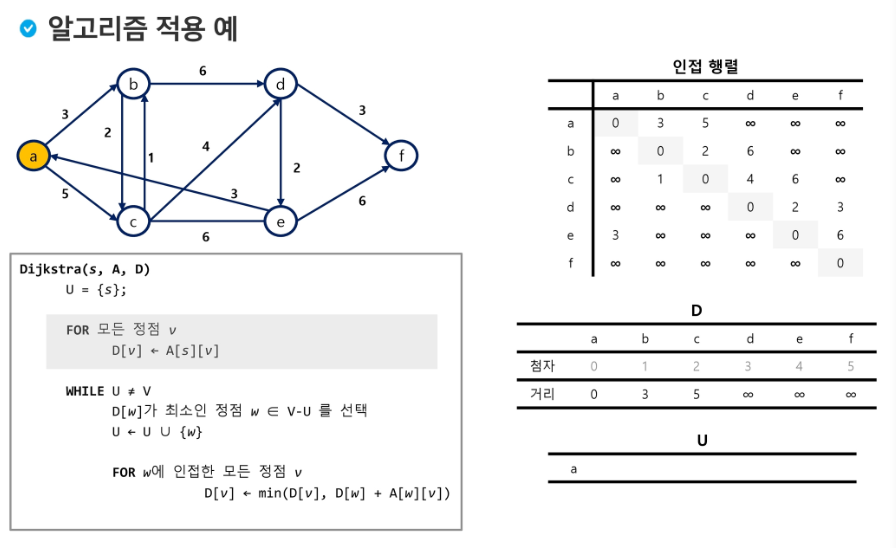 알고리즘 적용 예
6
b
d
3
3
2
4
1
2
a
f
5
3
6
c
e
6
Dijkstra(s, A, D)
U = {s};
FOR 모든 정점 v
D[v] ← A[s][v]
WHILE U ≠ V
D[w]가 최소인 정점 w ∈ V-U 를 선택
U ← U ∪ {w}
FOR w에 인접한 모든 정점 v
D[v] ← min(D[v], D[w] + A[w][v])
인접 행렬
a b c d e f
a 0 3 5 ∞ ∞ ∞
b ∞ 0 2 6 ∞ ∞
c ∞ 1 0 4 6 ∞
d ∞ ∞ ∞ 0 2 3
e 3 ∞ ∞ ∞ 0 6
f ∞ ∞ ∞ ∞ ∞ 0
D
a b c d e f
첨자 0 1 2 3 4 5
거리 0 3 5 ∞ ∞ ∞
U
a